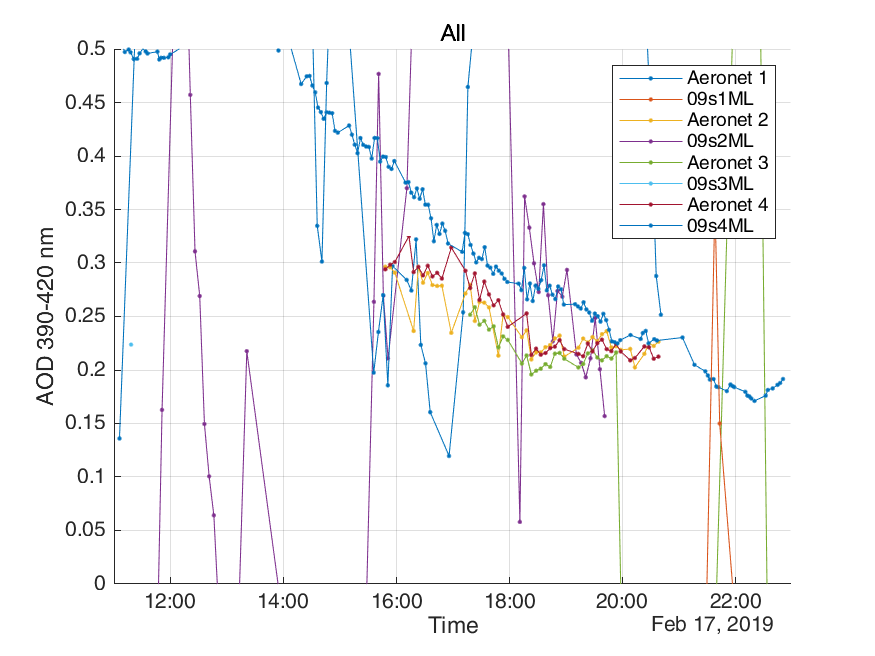 All
0.5
0.45
0.4
0.35
0.3
0.25
0.2
0.15
0.1
0.05
0
AOD 390-420 nm
Aeronet 1
09s1ML
Aeronet 2
09s2ML
Aeronet 3
09s3ML
Aeronet 4
09s4ML
12:00 14:00 16:00 18:00 20:00 22:00
Time
Feb 17, 2019